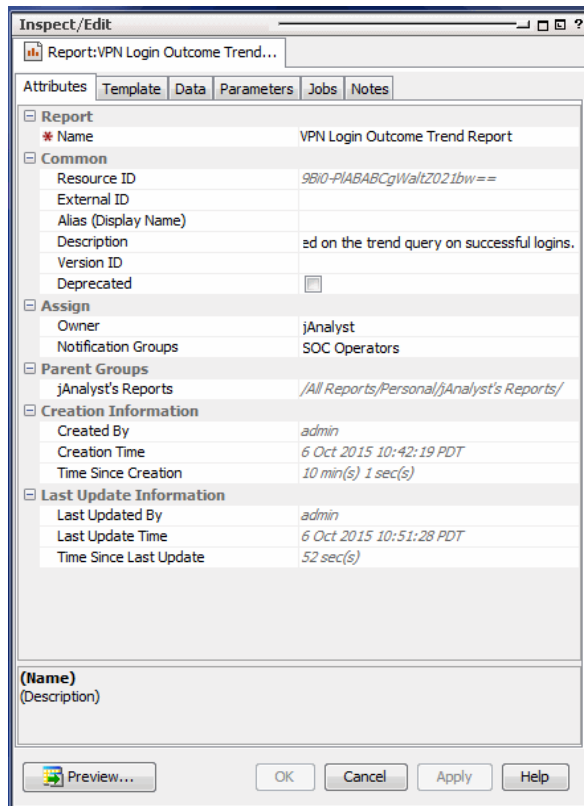 Inspect/Edit ?
Report:VPN Login Outcome Trend...
Attributes Template Data Parameters Jobs Notes
Report
* Name VPN Login Outcome Trend Report
Common
Resource ID 9Bi0-PlABABCgWaltZ021bw==
External ID
Alias (Display Name)
Description ed on the trend query on successful logins.
Version ID
Deprecated
Assign
Owner jAnalyst
Notification Groups SOC Operators
Parent Groups
jAnalyst's Reports /All Reports/Personal/jAnalyst's Reports/
Creation Information
Created By admin
Creation Time 6 Oct 2015 10:42:19 PDT
Time Since Creation 10 min(s) 1 sec(s)
Last Update Information
Last Updated By admin
Last Update Time 6 Oct 2015 10:51:28 PDT
Time Since Last Update 52 sec(s)
(Name)
(Description)
Preview... OK Cancel Apply Help